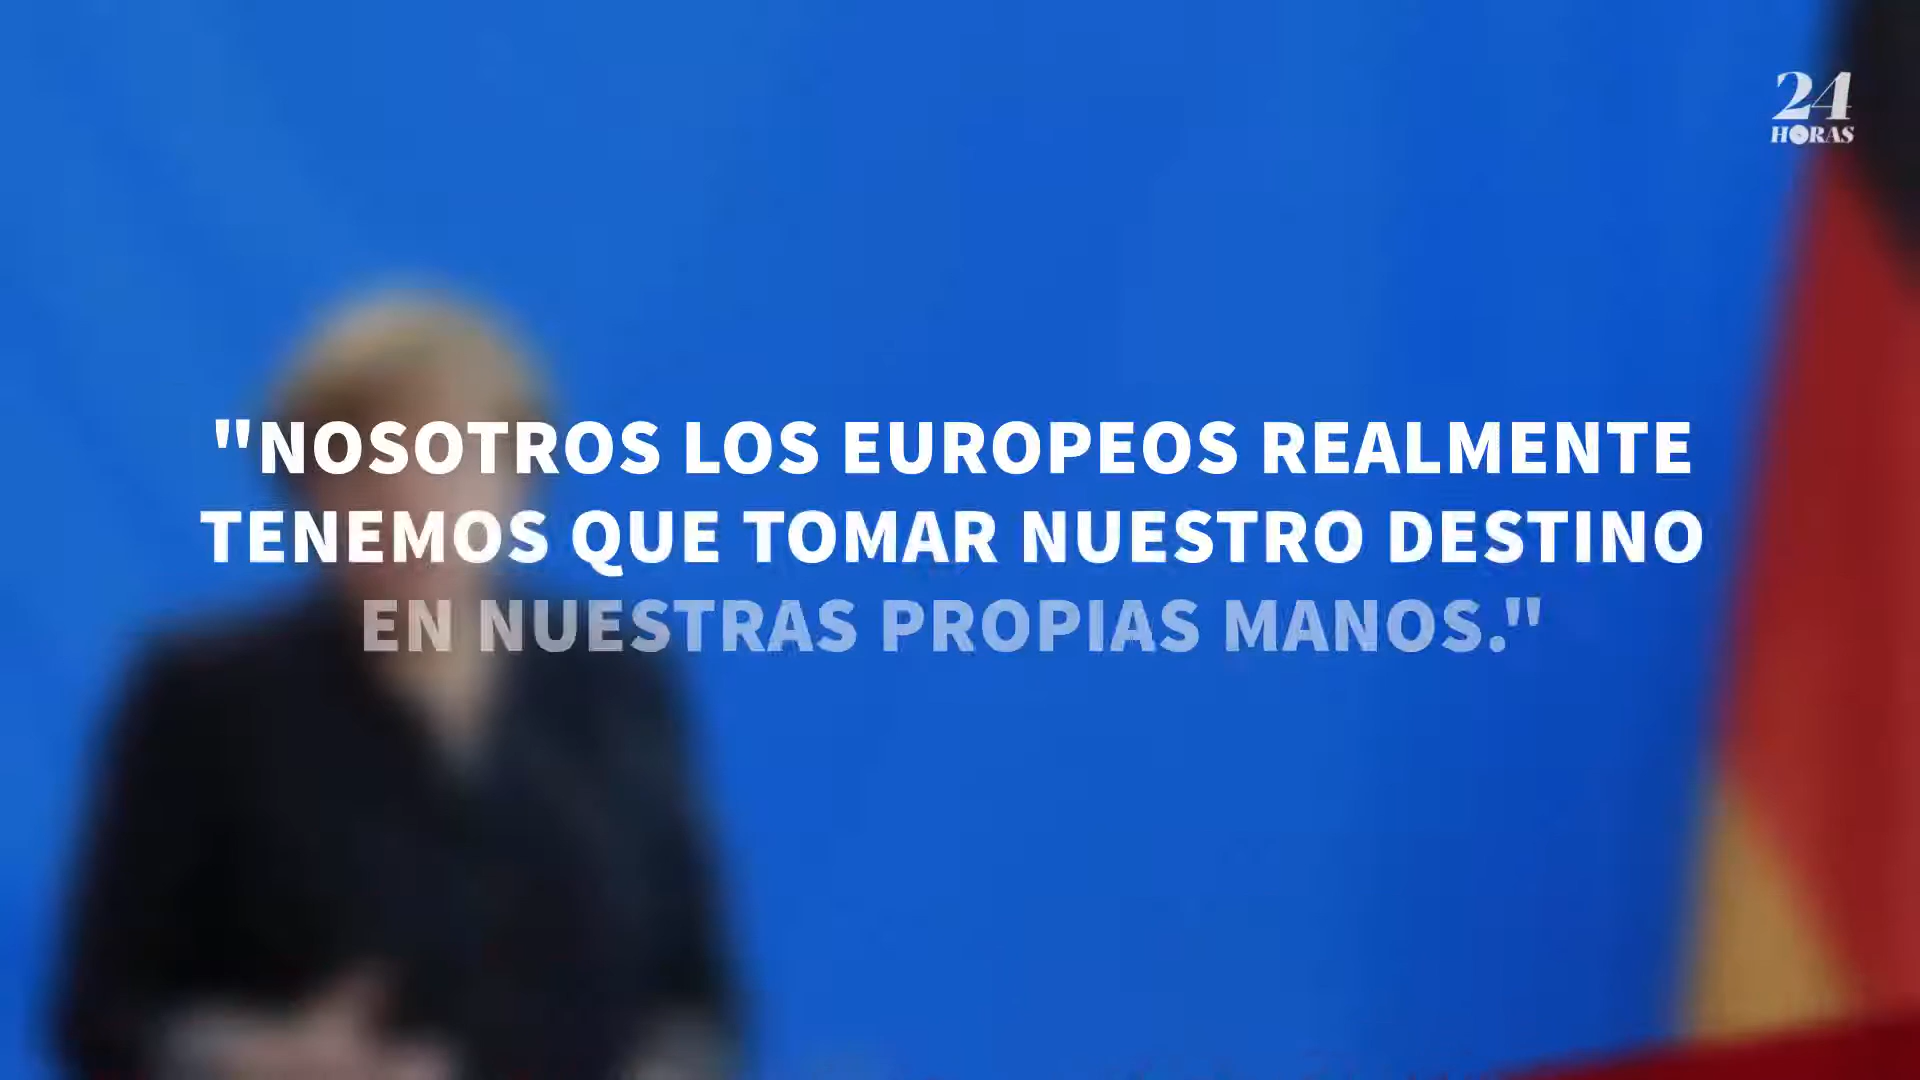 24
HORAS
"NOSOTROS LOS EUROPEOS REALMENTE
TENEMOS QUE TOMAR NUESTRO DESTINO
EN NUESTRAS PROPIAS MANOS."